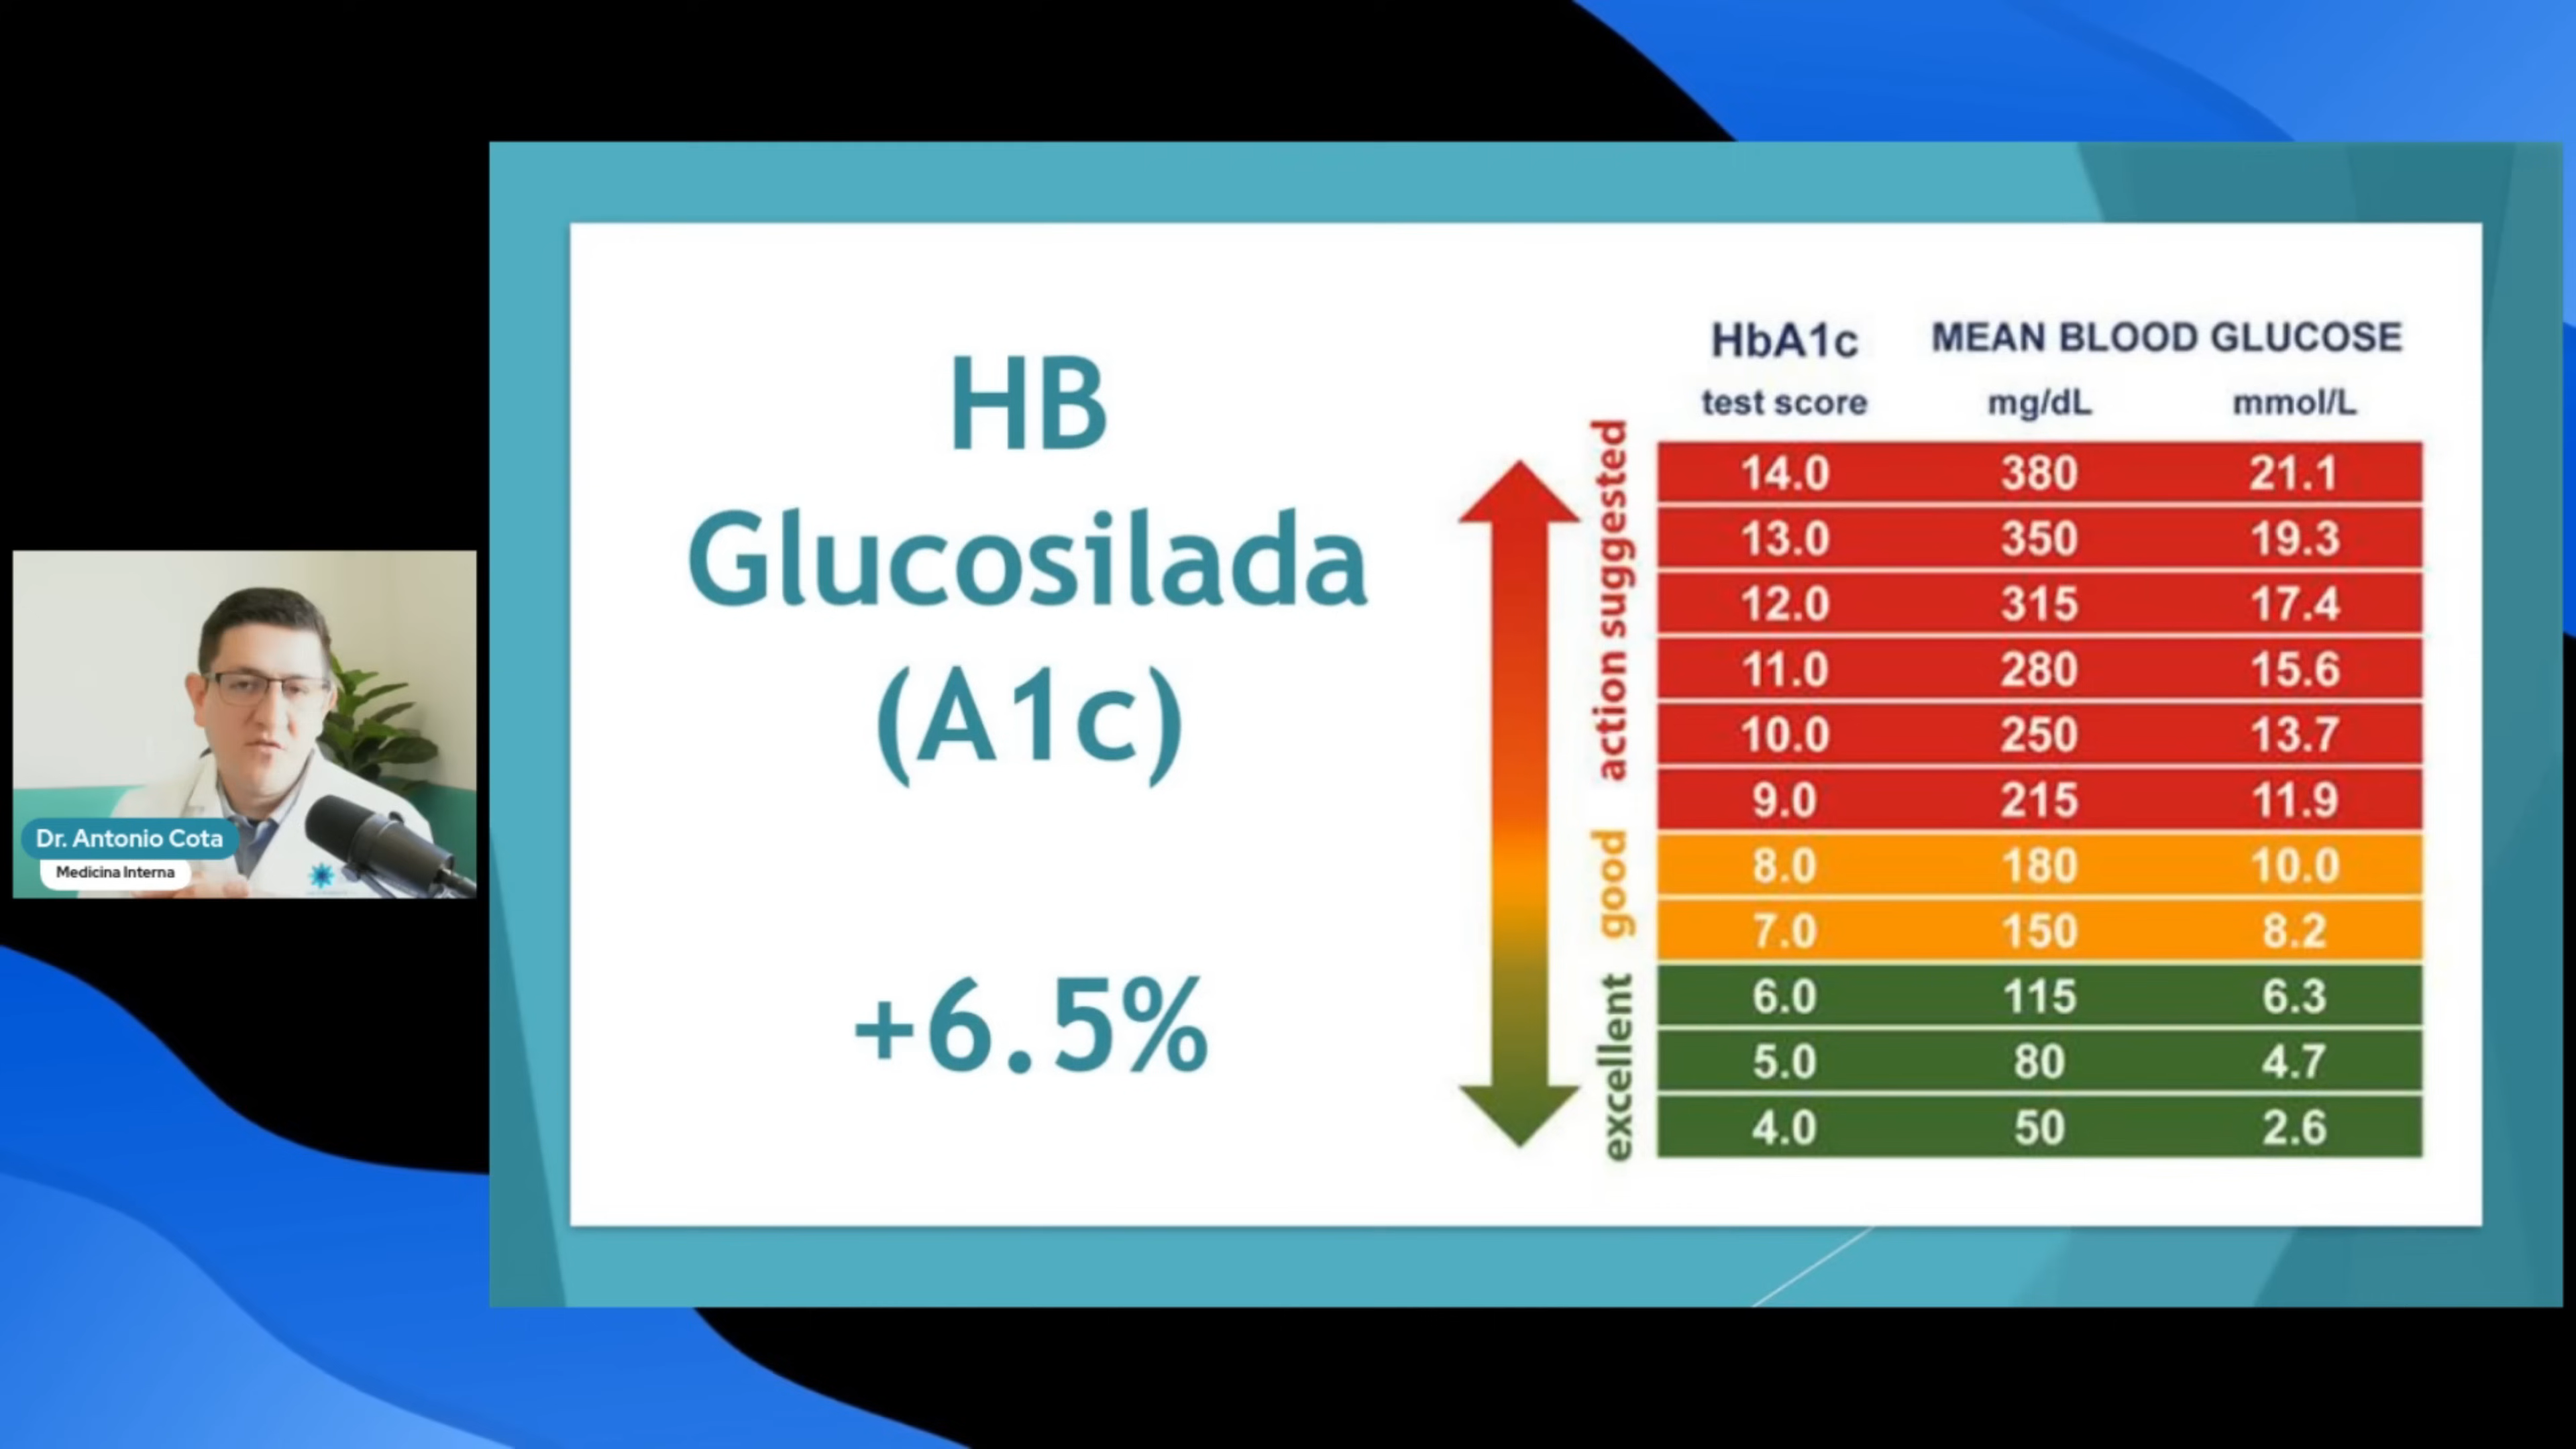 HB
Glucosilada
(A1c)
+6.5%
HbA1c MEAN BLOOD GLUCOSE
test score mg/dL mmol/L
action suggested
14.0 380 21.1
13.0 350 19.3
12.0 315 17.4
11.0 280 15.6
10.0 250 13.7
9.0 215 11.9
good
8.0 180 10.0
7.0 150 8.2
excellent
6.0 115 6.3
5.0 80 4.7
4.0 50 2.6
Dr. Antonio Cota
Medicina Interna